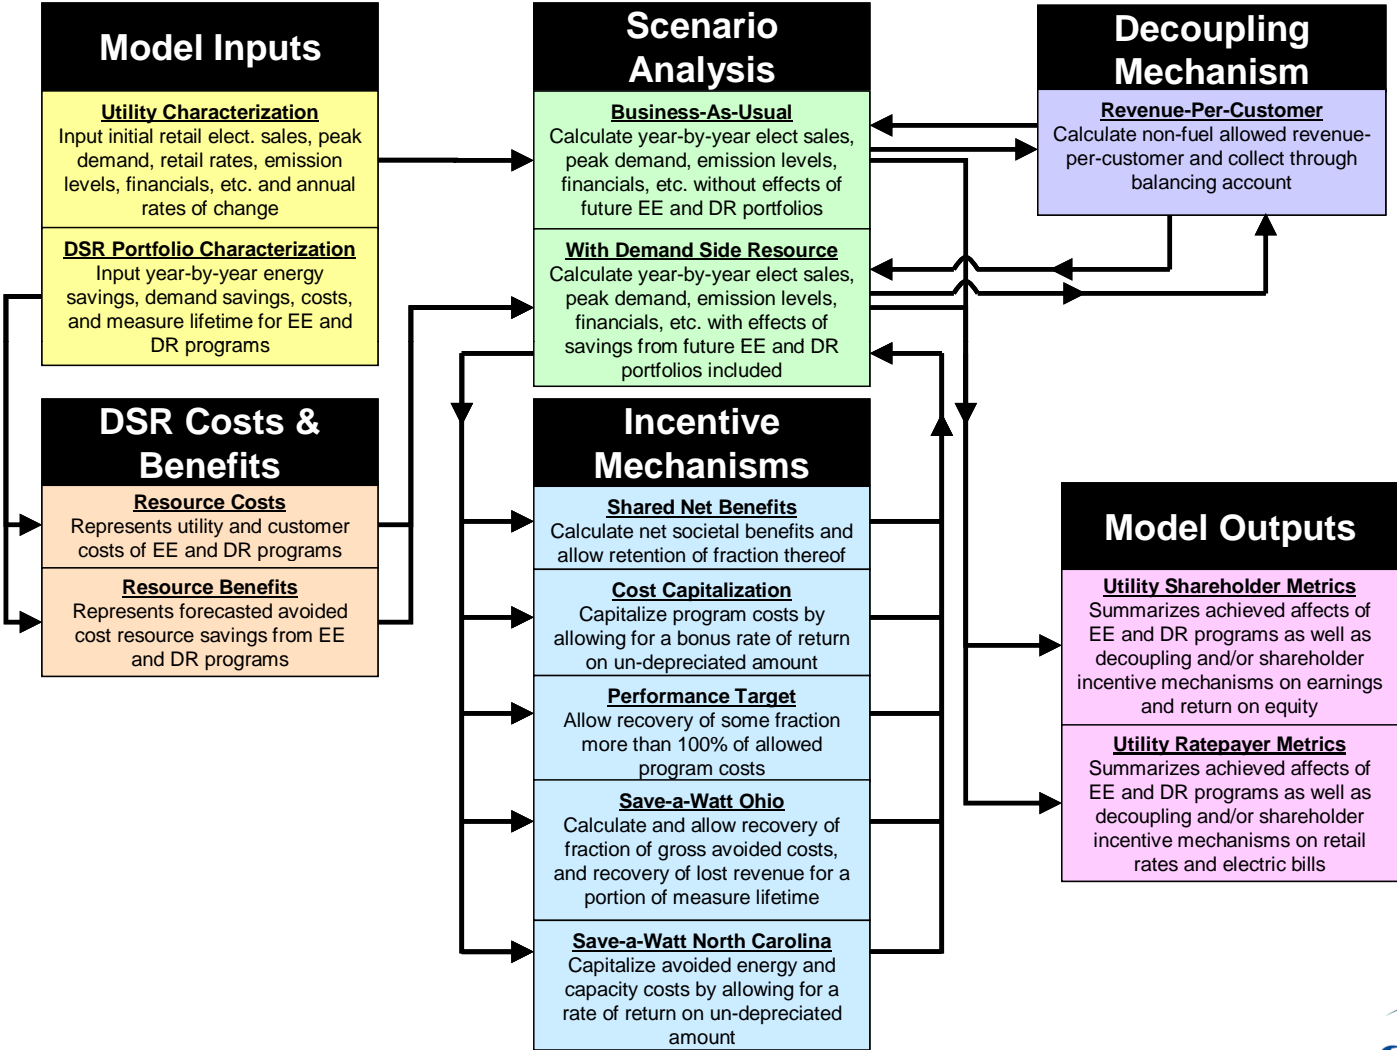 Model Inputs
Utility Characterization
Input initial retail elect. sales, peak
demand, retail rates, emission
levels, financials, etc. and annual
rates of change
DSR Portfolio Characterization
Input year-by-year energy
savings, demand savings, costs,
and measure lifetime for EE and
DR programs
DSR Costs &
Benefits
Resource Costs
Represents utility and customer
costs of EE and DR programs
Resource Benefits
Represents forecasted avoided
cost resource savings from EE
and DR programs
Scenario
Analysis
Business-As-Usual
Calculate year-by-year elect sales,
peak demand, emission levels,
financials, etc. without effects of
future EE and DR portfolios
With Demand Side Resource
Calculate year-by-year elect sales,
peak demand, emission levels,
financials, etc. with effects of
savings from future EE and DR
portfolios included
Incentive
Mechanisms
Shared Net Benefits
Calculate net societal benefits and
allow retention of fraction thereof
Cost Capitalization
Capitalize program costs by
allowing for a bonus rate of return
on un-depreciated amount
Performance Target
Allow recovery of some fraction
more than 100% of allowed
program costs
Save-a-Watt Ohio
Calculate and allow recovery of
fraction of gross avoided costs,
and recovery of lost revenue for a
portion of measure lifetime
Save-a-Watt North Carolina
Capitalize avoided energy and
capacity costs by allowing for a
rate of return on un-depreciated
amount
Decoupling
Mechanism
Revenue-Per-Customer
Calculate non-fuel allowed revenue-
per-customer and collect through
balancing account
Model Outputs
Utility Shareholder Metrics
Summarizes achieved affects of
EE and DR programs as well as
decoupling and/or shareholder
incentive mechanisms on earnings
and return on equity
Utility Ratepayer Metrics
Summarizes achieved affects of
EE and DR programs as well as
decoupling and/or shareholder
incentive mechanisms on retail
rates and electric bills